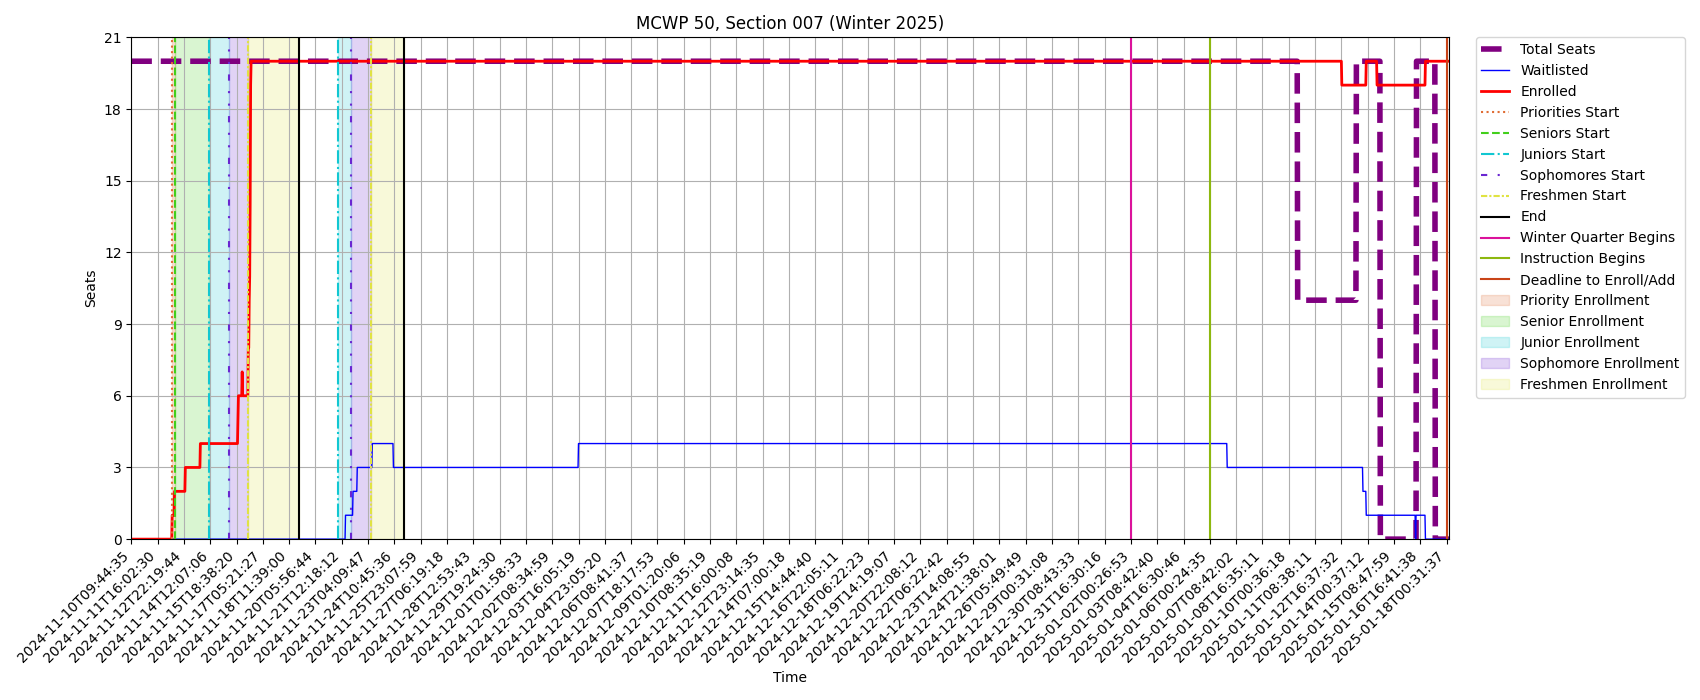 MCWP 50, Section 007 (Winter 2025)
21
18
15
12
9
6
3
0
Seats
2024-11-10T09:44:35
2024-11-11T16:02:30
2024-11-12T22:19:44
2024-11-14T12:07:06
2024-11-15T18:38:20
2024-11-17T05:21:27
2024-11-18T11:39:00
2024-11-20T05:56:44
2024-11-21T12:18:12
2024-11-23T04:09:47
2024-11-24T10:45:36
2024-11-25T23:07:59
2024-11-27T06:19:18
2024-11-28T12:53:43
2024-11-29T19:24:30
2024-12-01T01:58:33
2024-12-02T08:34:59
2024-12-03T16:05:19
2024-12-04T23:05:20
2024-12-06T08:41:37
2024-12-07T18:17:53
2024-12-09T01:20:06
2024-12-10T08:35:19
2024-12-11T16:00:08
2024-12-12T23:14:35
2024-12-14T07:00:18
2024-12-15T14:44:40
2024-12-16T22:05:11
2024-12-18T06:22:23
2024-12-19T14:19:07
2024-12-20T22:08:12
2024-12-22T06:22:42
2024-12-23T14:08:55
2024-12-24T21:38:01
2024-12-26T05:49:49
2024-12-29T00:31:08
2024-12-30T08:43:33
2024-12-31T16:30:16
2025-01-02T00:26:53
2025-01-03T08:42:40
2025-01-04T16:30:46
2025-01-06T00:24:35
2025-01-07T08:42:02
2025-01-08T16:35:11
2025-01-10T00:36:18
2025-01-11T08:38:11
2025-01-12T16:37:32
2025-01-14T00:37:12
2025-01-15T08:47:59
2025-01-16T16:41:38
2025-01-18T00:31:37
Time
Total Seats
Waitlisted
Enrolled
Priorities Start
Seniors Start
Juniors Start
Sophomores Start
Freshmen Start
End
Winter Quarter Begins
Instruction Begins
Deadline to Enroll/Add
Priority Enrollment
Senior Enrollment
Junior Enrollment
Sophomore Enrollment
Freshmen Enrollment